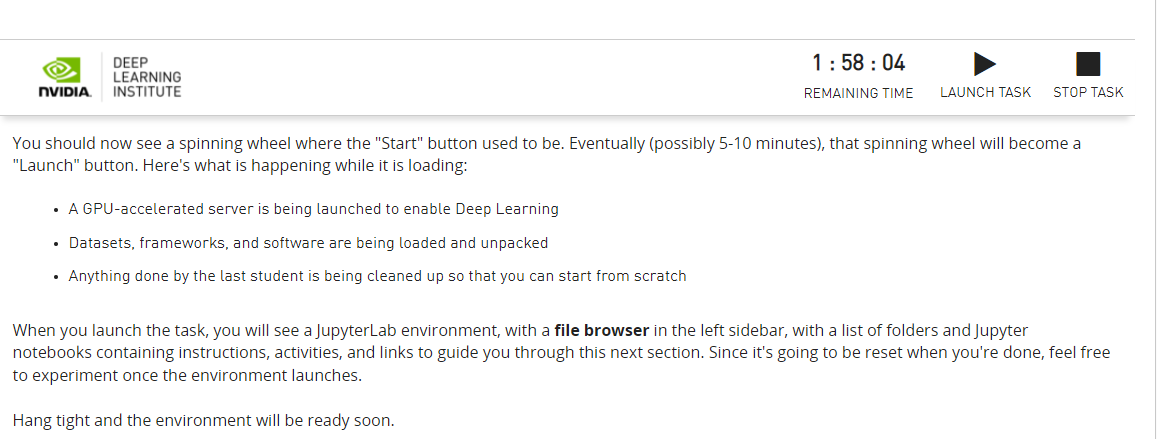 DEEP
LEARNING
INSTITUTE
NVIDIA.
1 : 58 : 04
REMAINING TIME
LAUNCH TASK
STOP TASK
You should now see a spinning wheel where the "Start" button used to be. Eventually (possibly 5-10 minutes), that spinning wheel will become a
"Launch" button. Here's what is happening while it is loading:
• A GPU-accelerated server is being launched to enable Deep Learning
• Datasets, frameworks, and software are being loaded and unpacked
• Anything done by the last student is being cleaned up so that you can start from scratch
When you launch the task, you will see a JupyterLab environment, with a file browser in the left sidebar, with a list of folders and Jupyter
notebooks containing instructions, activities, and links to guide you through this next section. Since it's going to be reset when you're done, feel free
to experiment once the environment launches.
Hang tight and the environment will be ready soon.